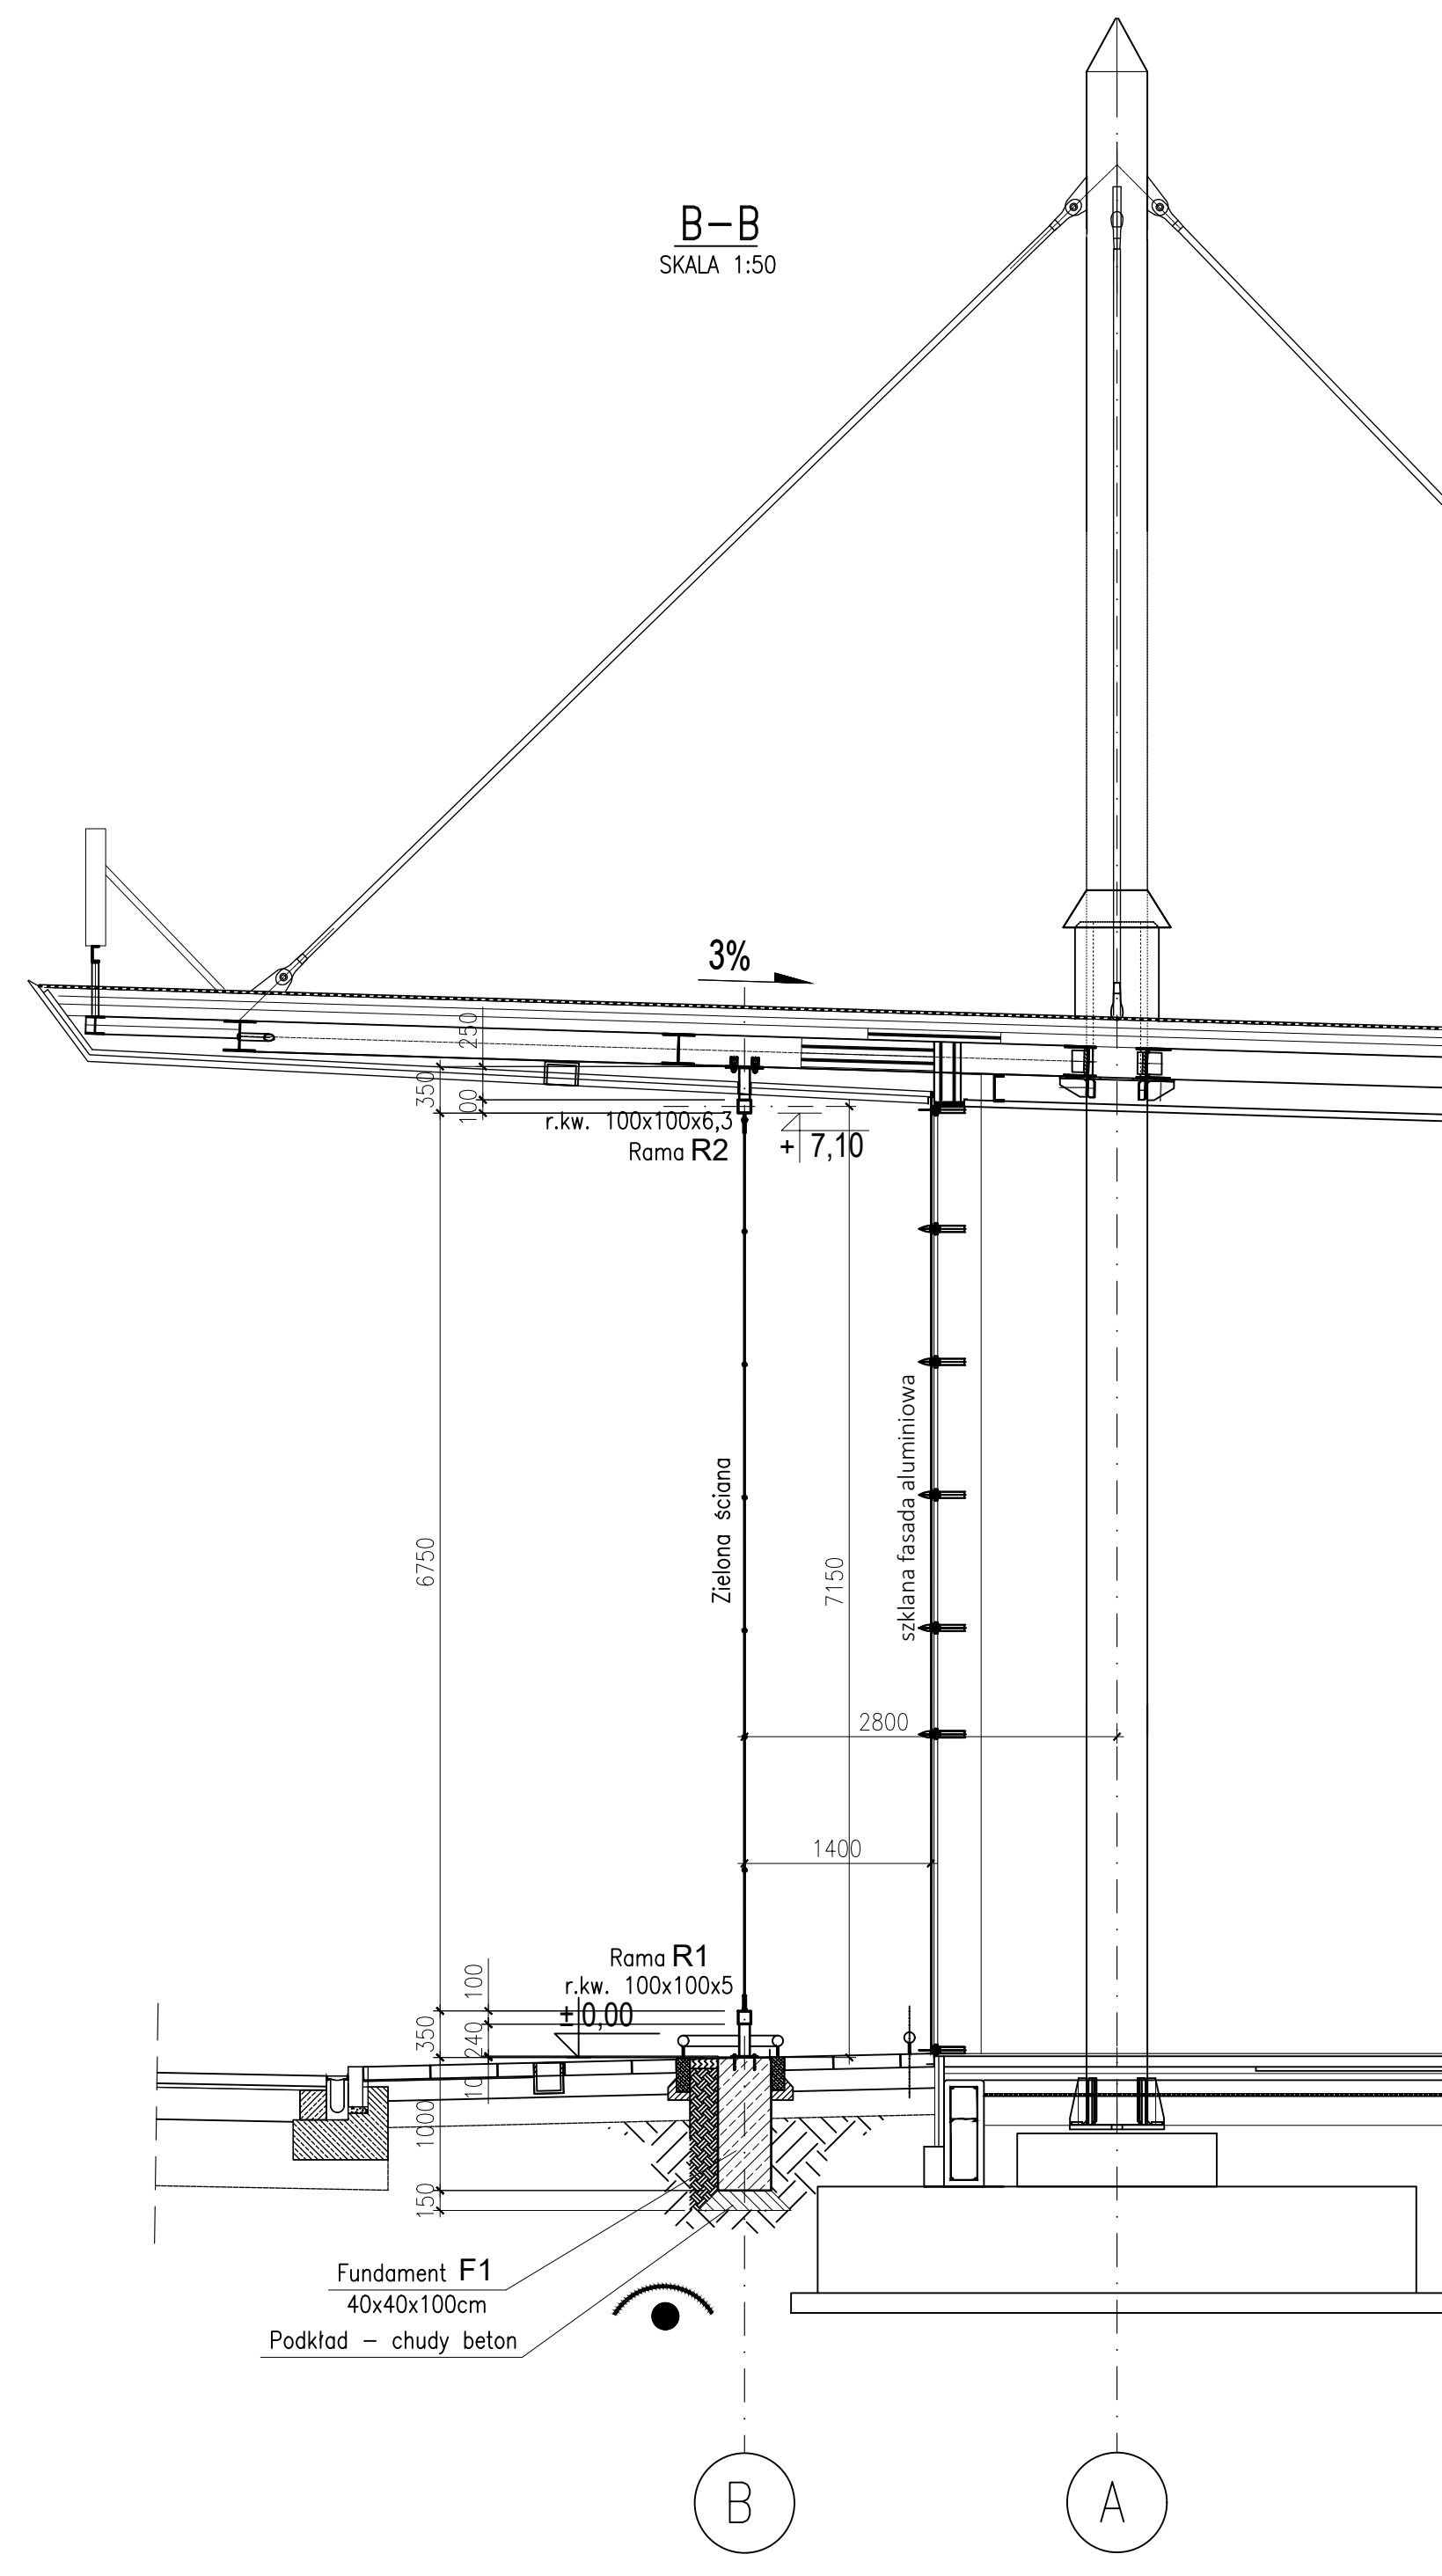 B-B
SKALA 1:50
3%
250
350
100
r.kw. 100x100x6,3
Rama R2
+ 7,10
szklana fasada aluminiowa
Zielona ściana
6750
7150
2800
1400
Rama R1
r.kw. 100x100x5
±0,00
100
350
240
10
1000
150
Fundament F1
40x40x100cm
Podkład - chudy beton
B
A